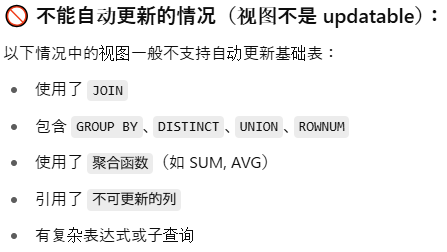 🚫 不能自动更新的情况（视图不是 updatable）：
以下情况中的视图一般不支持自动更新基础表：
• 使用了 JOIN
• 包含 GROUP BY、DISTINCT、UNION、ROWNUM
• 使用了 聚合函数（如 SUM, AVG）
• 引用了 不可更新的列
• 有复杂表达式或子查询